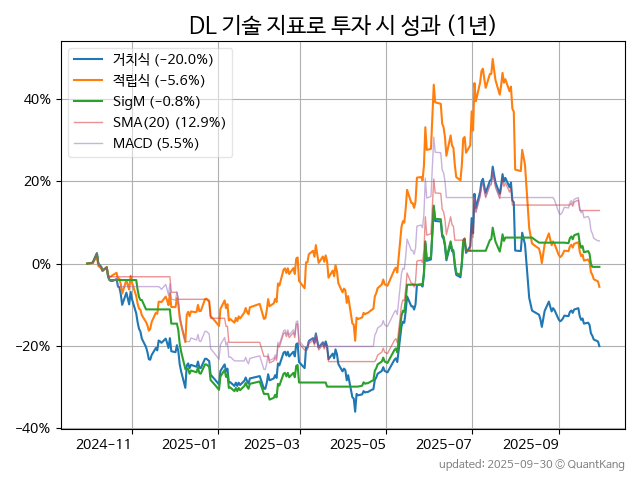 DL 기술 지표로 투자 시 성과 (1년)
거치식 (−20.0%)
적립식 (−5.6%)
SigM (−0.8%)
SMA(20) (12.9%)
MACD (5.5%)
40%
20%
0%
−20%
−40%
2024−11 2025−01 2025−03 2025−05 2025−07 2025−09
updated: 2025-09-30 © QuantKang